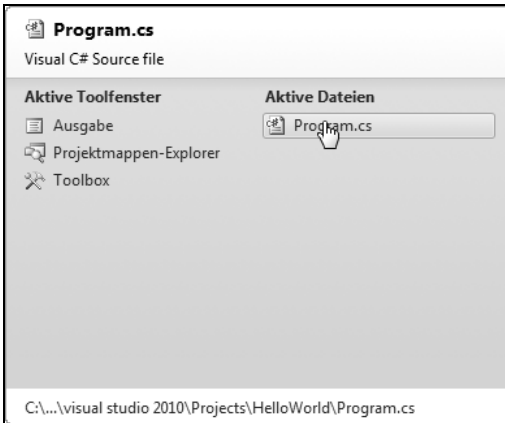 Program.cs
Visual C# Source file
Aktive Toolfenster
Ausgabe
Projektmappen-Explorer
Toolbox
Aktive Dateien
Program.cs
C:\...\visual studio 2010\Projects\HelloWorld\Program.cs